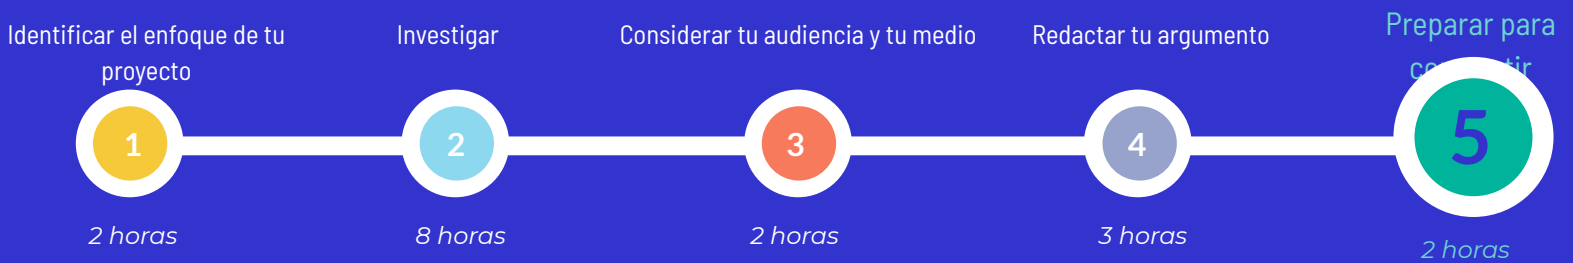 Identificar el enfoque de tu
proyecto
Investigar
Considerar tu audiencia y tu medio
Redactar tu argumento
Preparar para
1
2
3
4
5
2 horas
8 horas
2 horas
3 horas
2 horas